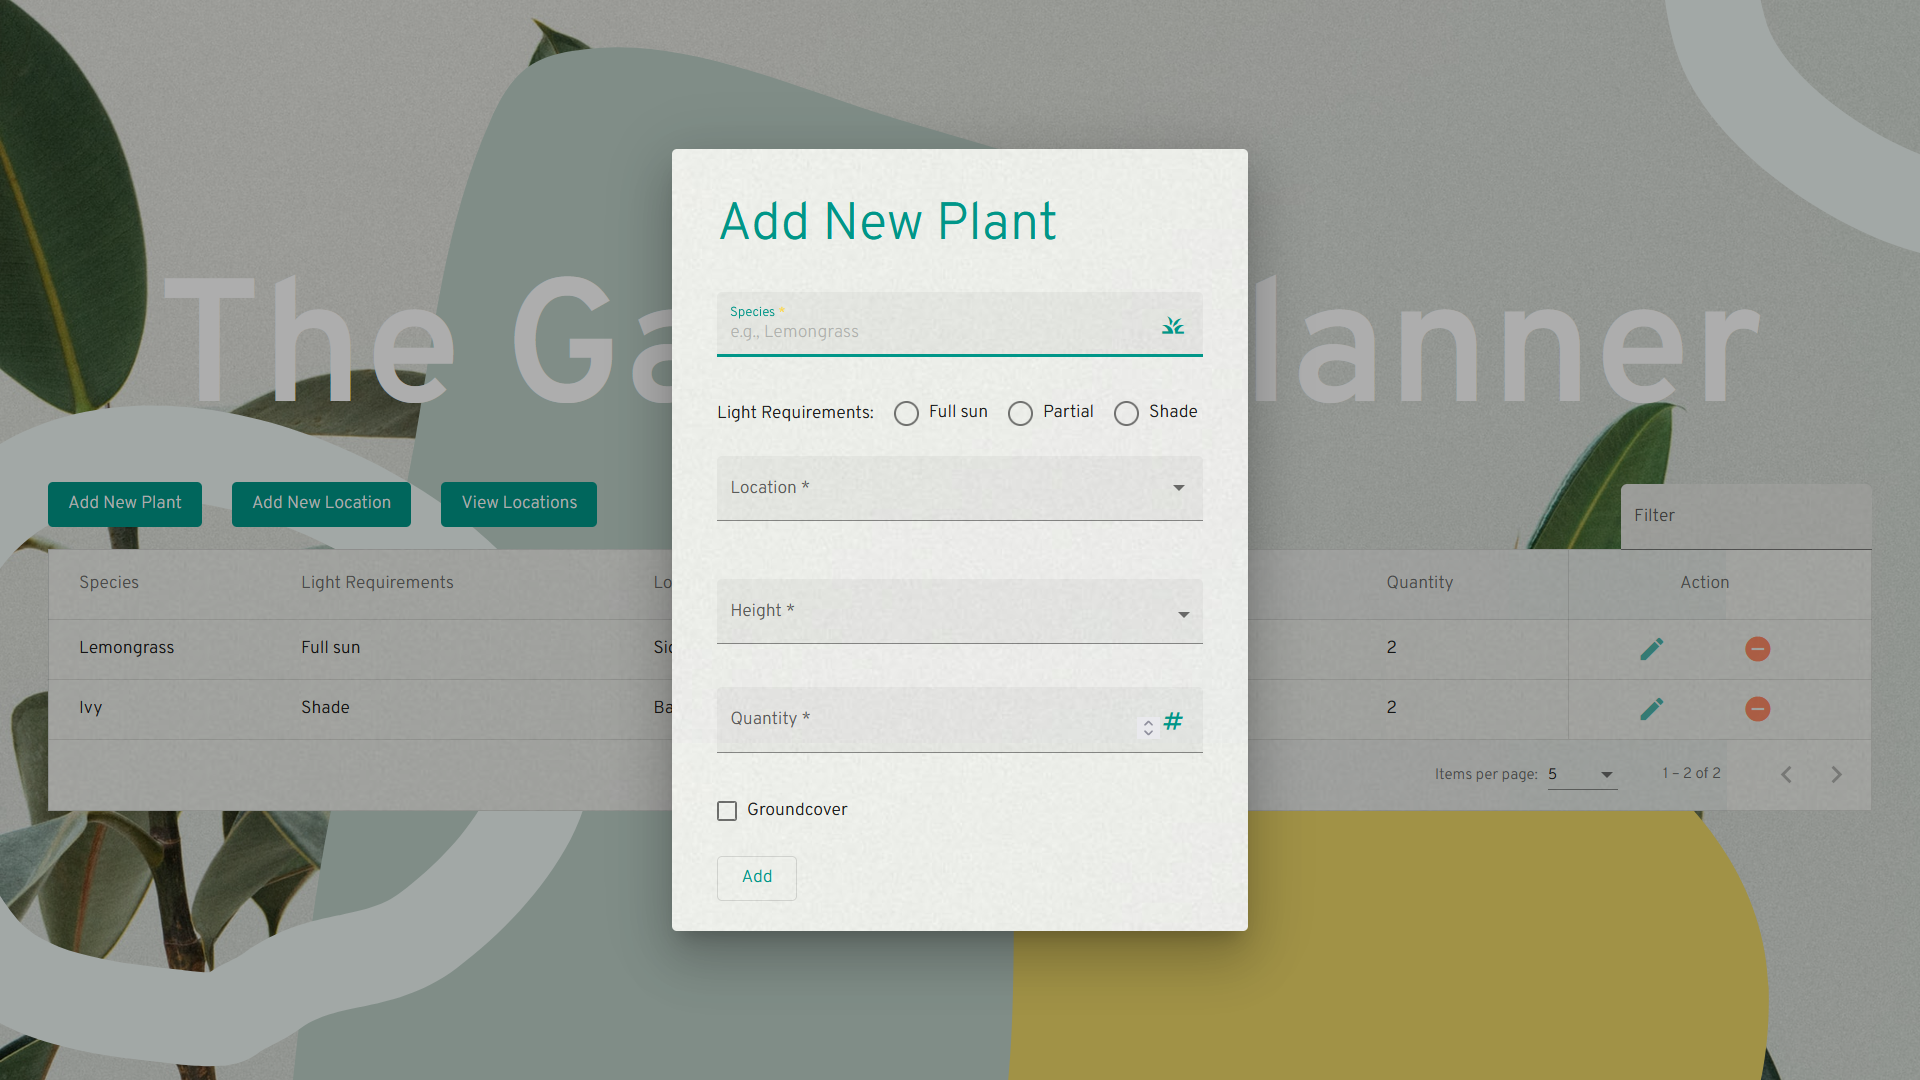 The Ga lanner
Add New Plant
Add New Location
View Locations
Filter
Species
Light Requirements
Lo
Quantity
Action
Lemongrass
Full sun
Sid
2
Ivy
Shade
Ba
2
Items per page:
5
1 – 2 of 2
Add New Plant
Species *
e.g., Lemongrass
Light Requirements:
Full sun
Partial
Shade
Location *
Height *
Quantity *
#
Groundcover
Add